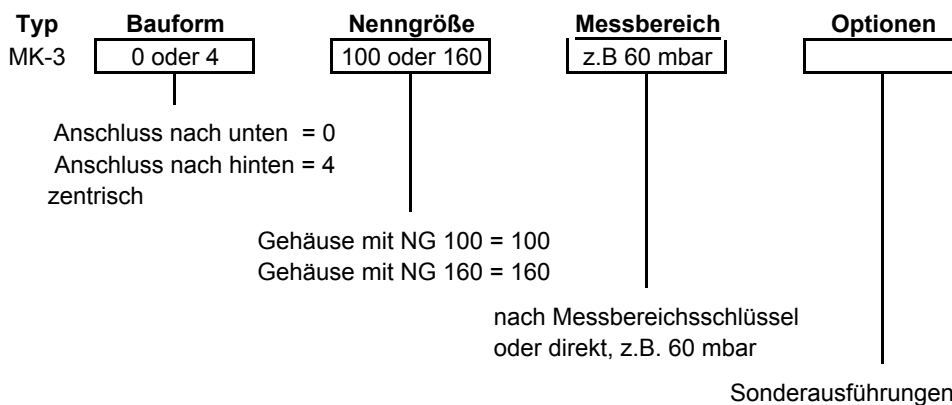 Typ Bauform Nenngröße Messbereich Optionen
MK-3 0 oder 4 100 oder 160 z.B 60 mbar
Anschluss nach unten = 0
Anschluss nach hinten = 4
zentrisch
Gehäuse mit NG 100 = 100
Gehäuse mit NG 160 = 160
nach Messbereichsschlüssel
oder direkt, z.B. 60 mbar
Sonderausführungen